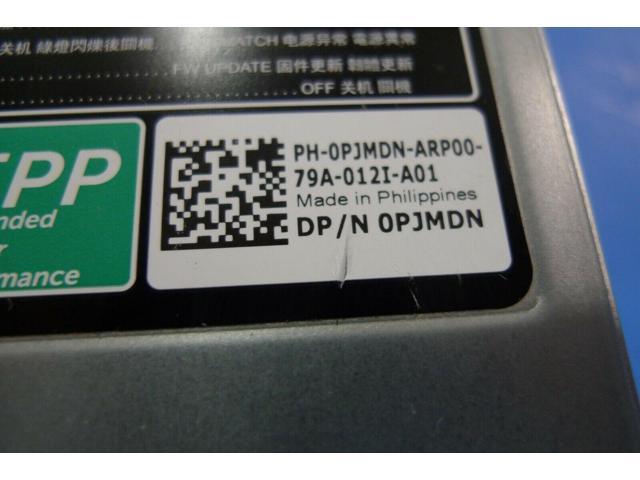 关机 綠燈閃爍後關機
ATCH 电源异常 電源異常
FW UPDATE 固件更新 韌體更新
OFF 关机 關機
EPP
nded
r
mance
PH-0PJMDN-ARP00-
79A-012I-A01
Made in Philippines
DP/N 0PJMDN